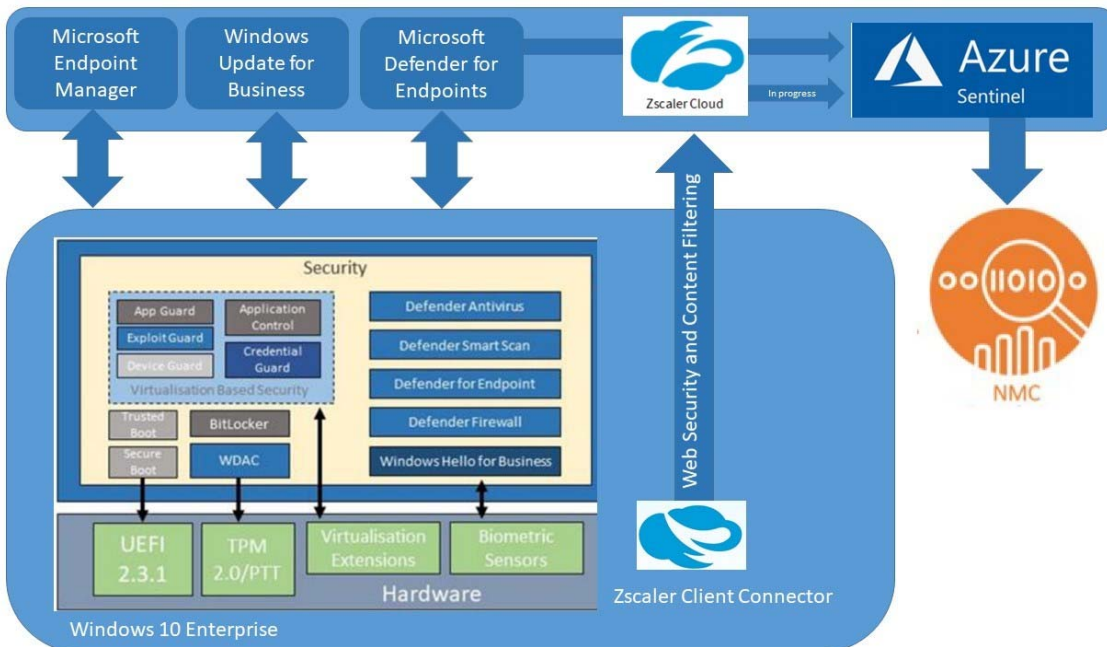 Microsoft
Endpoint
Manager
Windows
Update for
Business
Microsoft
Defender for
Endpoints
Zscaler Cloud
In progress
Azure
Sentinel
Web Security and Content Filtering
11010
NMC
Security
App Guard
Exploit Guard
Device Guard
Application
Control
Credential
Guard
Virtualisation Based Security
Trusted
Boot
Secure
Boot
BitLocker
WDAC
Defender Antivirus
Defender Smart Scan
Defender for Endpoint
Defender Firewall
Windows Hello for Business
UEFI
2.3.1
TPM
2.0/PTT
Virtualisation
Extensions
Biometric
Sensors
Hardware
Zscaler Client Connector
Windows 10 Enterprise